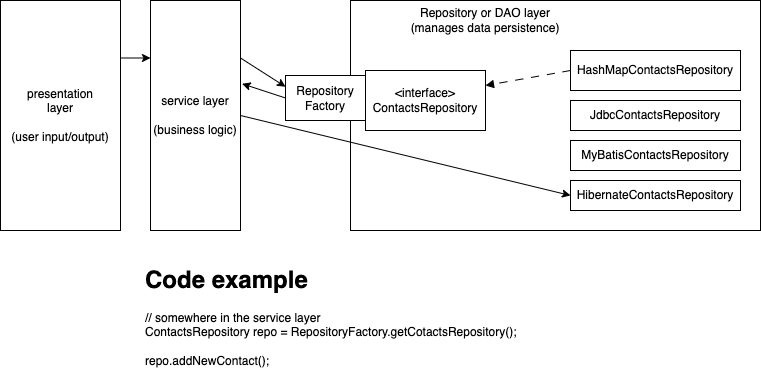 Repository or DAO layer
(manages data persistence)
presentation
layer
(user input/output)
service layer
(business logic)
Repository
Factory
<interface>
ContactsRepository
HashMapContactsRepository
JdbcContactsRepository
MyBatisContactsRepository
HibernateContactsRepository
Code example
// somewhere in the service layer
ContactsRepository repo = RepositoryFactory.getCotactsRepository();
repo.addNewContact();